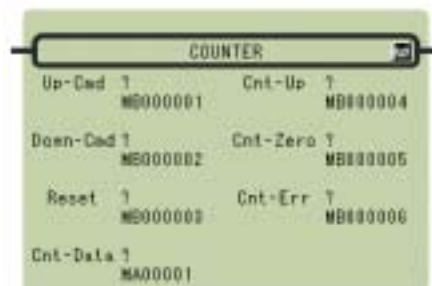 COUNTER
Up-Cmd ? Cnt-Up ?
MB000001 MB000004
Down-Cmd ? Cnt-Zero ?
MB000002 MB000005
Reset ? Cnt-Err ?
MB000003 MB000006
Cnt-Data ?
MA00001